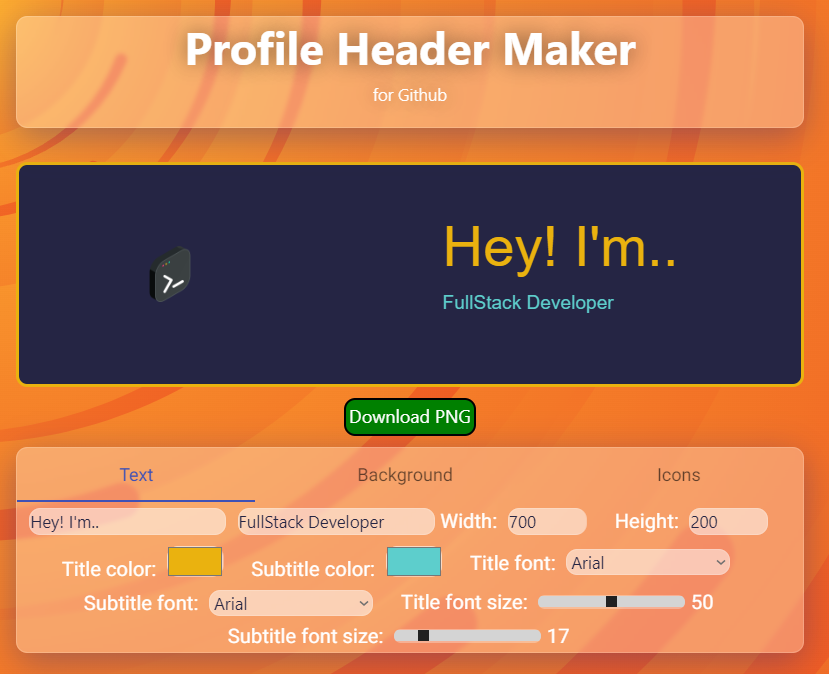 Profile Header Maker
for Github
Hey! I'm..
FullStack Developer
Download PNG
Text Background Icons
Hey! I'm.. FullStack Developer Width: 700 Height: 200
Title color: Subtitle color: Title font: Arial
Subtitle font: Arial Title font size: 50
Subtitle font size: 17